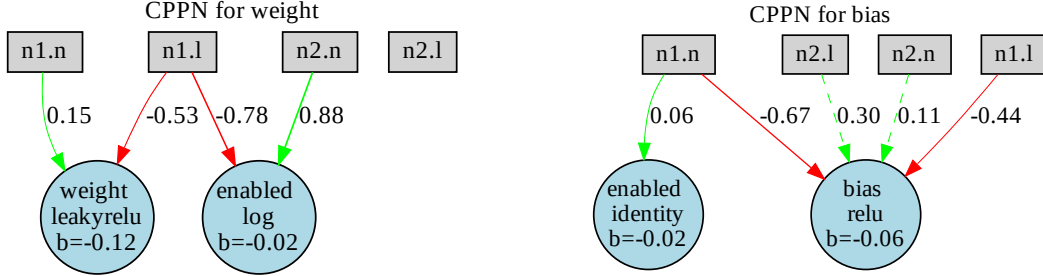 CPPN for weight
n1.n
n1.l
n2.n
n2.l
0.15
-0.53
-0.78
0.88
weight
leakyrelu
b=-0.12
enabled
log
b=-0.02
CPPN for bias
n1.n
n2.l
n2.n
n1.l
0.06
-0.67
0.30
0.11
-0.44
enabled
identity
b=-0.02
bias
relu
b=-0.06